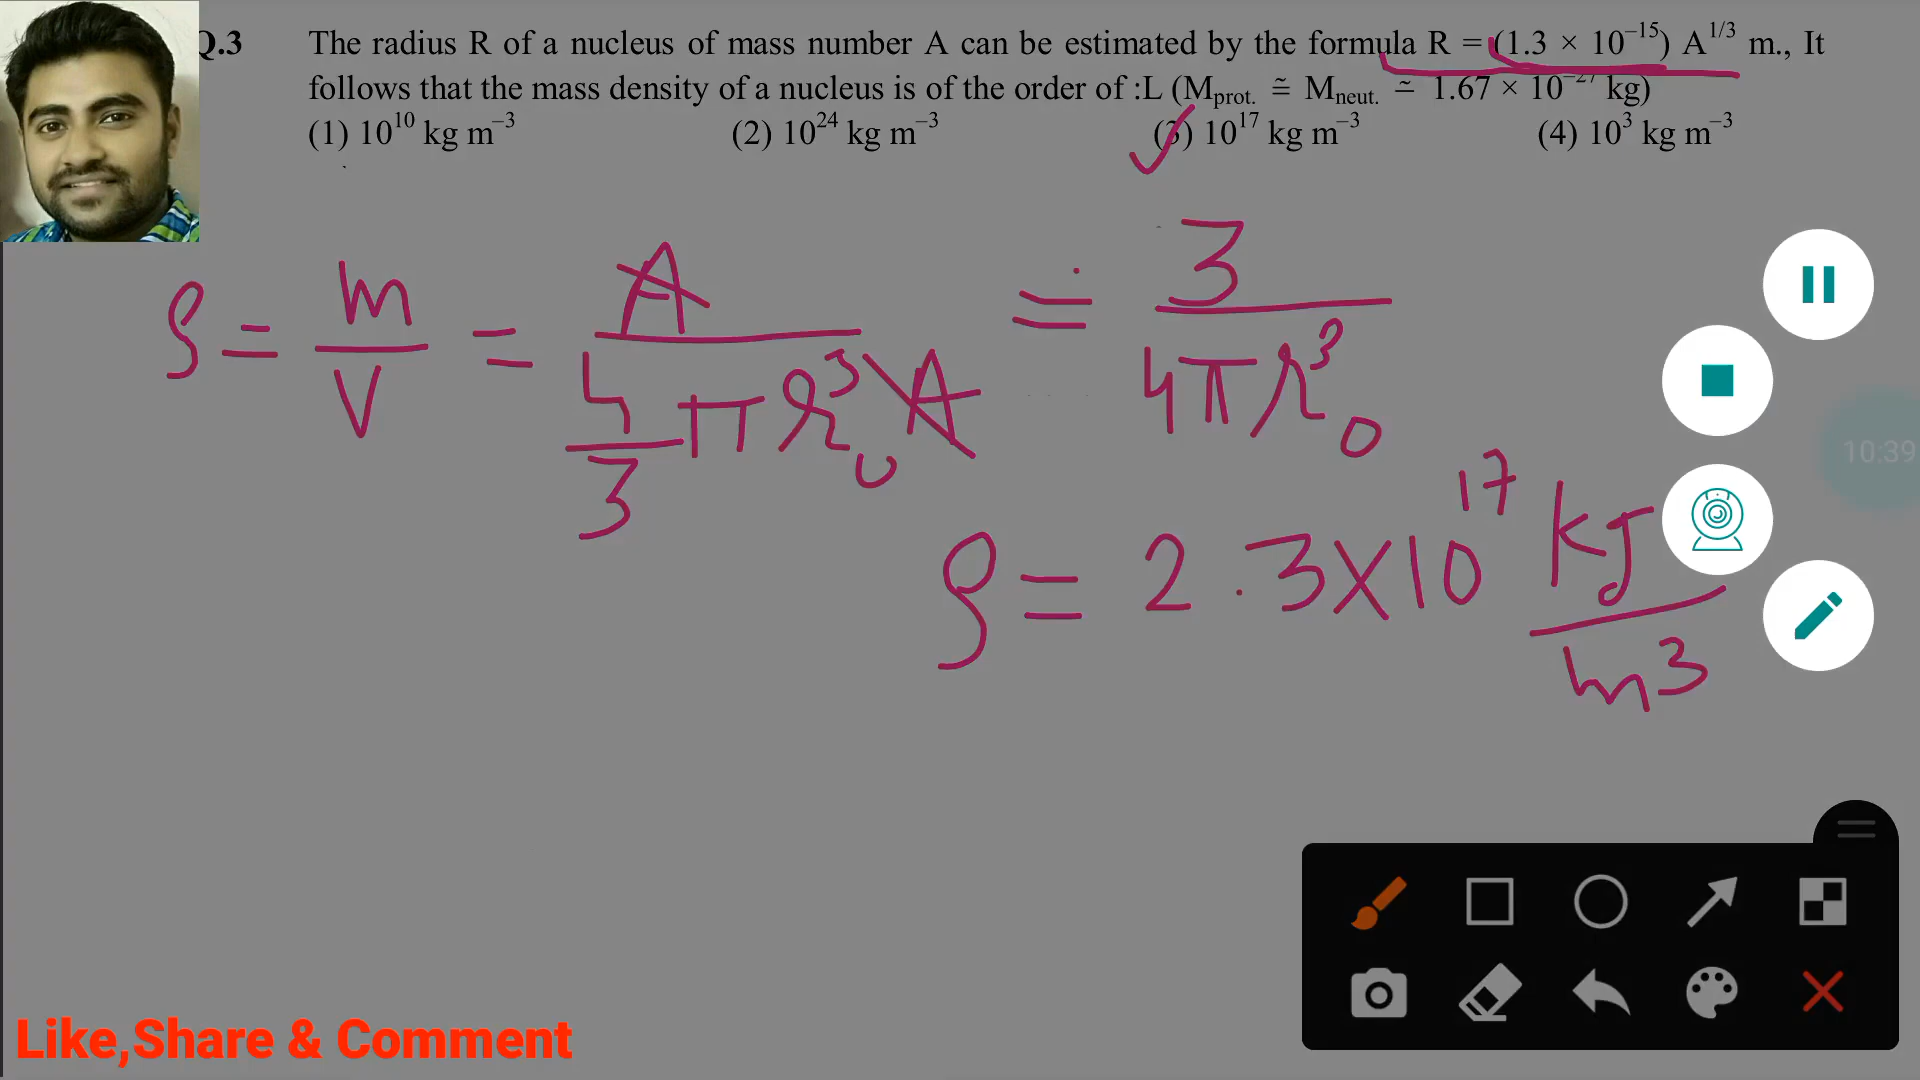 Q.3 The radius R of a nucleus of mass number A can be estimated by the formula R = (1.3 × 10⁻¹⁵) A¹/³ m., It
follows that the mass density of a nucleus is of the order of :L (Mprot. ≅ Mneut. ≃ 1.67 × 10⁻²⁷ kg)
(1) 10¹⁰ kg m⁻³ (2) 10²⁴ kg m⁻³ (3) 10¹⁷ kg m⁻³ (4) 10³ kg m⁻³
ρ = m/V = A / (4/3 π r₀³ A) = 3 / (4π r₀³)
ρ = 2.3 × 10¹⁷ kg/m³
10:39
Like,Share & Comment